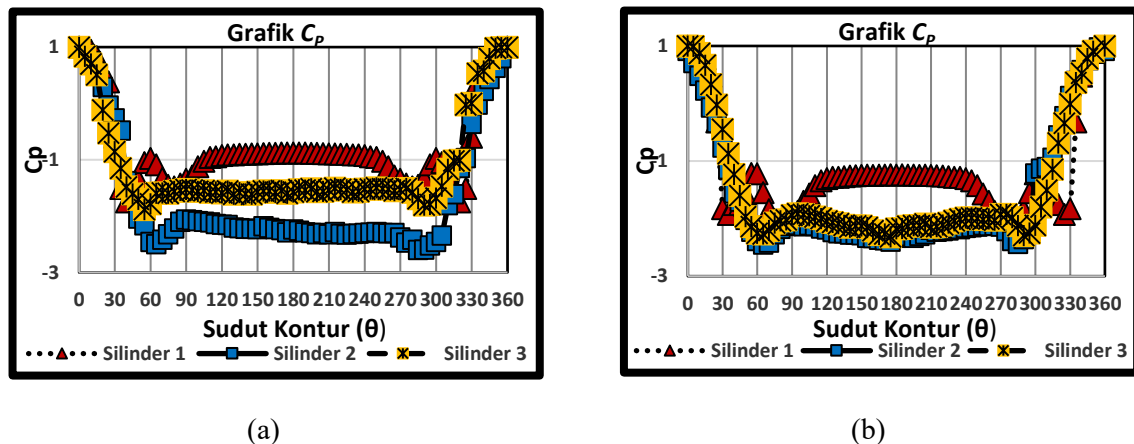 Grafik CP
1
-1
-3
Cp
0 30 60 90 120 150 180 210 240 270 300 330 360
Sudut Kontur (θ)
Silinder 1 Silinder 2 Silinder 3
(a)
Grafik CP
1
-1
-3
Cp
0 30 60 90 120 150 180 210 240 270 300 330 360
Sudut Kontur (θ)
Silinder 1 Silinder 2 Silinder 3
(b)